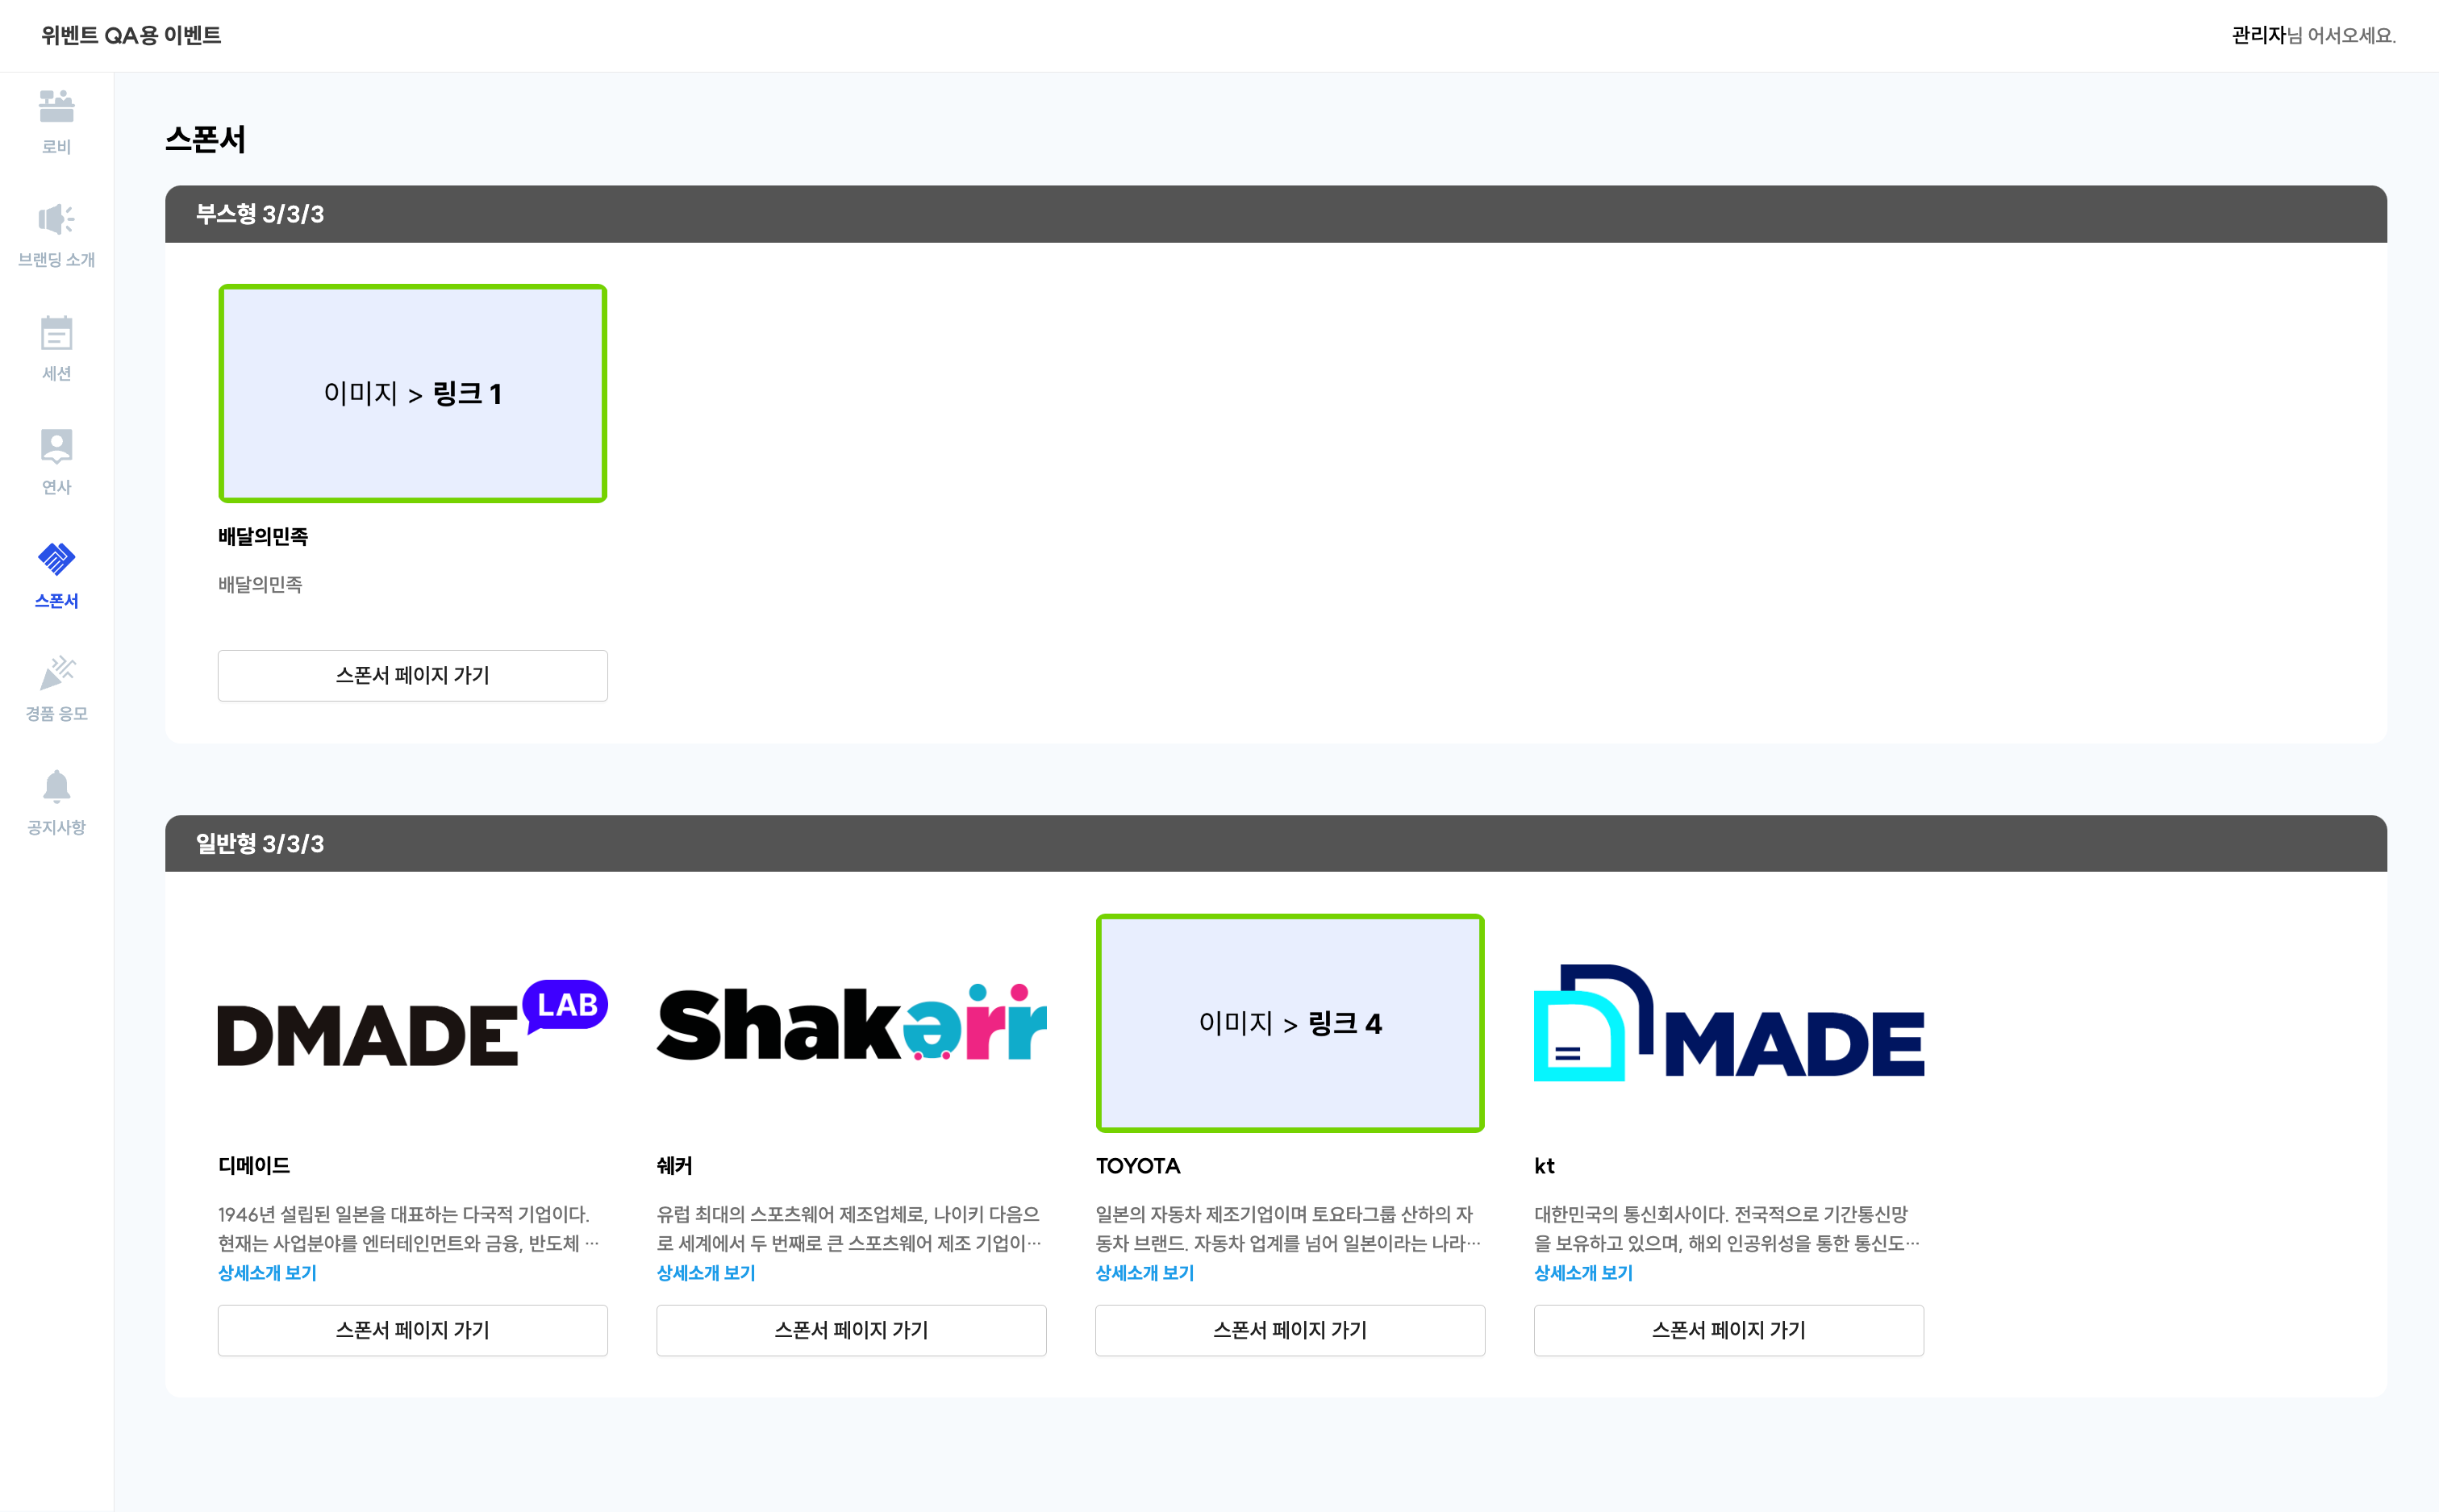 위벤트 QA용 이벤트
관리자님 어서오세요.
로비
브랜딩 소개
세션
연사
스폰서
경품 응모
공지사항
스폰서
부스형 3/3/3
이미지 > 링크 1
배달의민족
배달의민족
스폰서 페이지 가기
일반형 3/3/3
DMADE LAB
디메이드
1946년 설립된 일본을 대표하는 다국적 기업이다.
현재는 사업분야를 엔터테인먼트와 금융, 반도체 …
상세소개 보기
스폰서 페이지 가기
Shakərr
쉐커
유럽 최대의 스포츠웨어 제조업체로, 나이키 다음으
로 세계에서 두 번째로 큰 스포츠웨어 제조 기업이…
상세소개 보기
스폰서 페이지 가기
이미지 > 링크 4
TOYOTA
일본의 자동차 제조기업이며 토요타그룹 산하의 자
동차 브랜드. 자동차 업계를 넘어 일본이라는 나라…
상세소개 보기
스폰서 페이지 가기
MADE
kt
대한민국의 통신회사이다. 전국적으로 기간통신망
을 보유하고 있으며, 해외 인공위성을 통한 통신도…
상세소개 보기
스폰서 페이지 가기